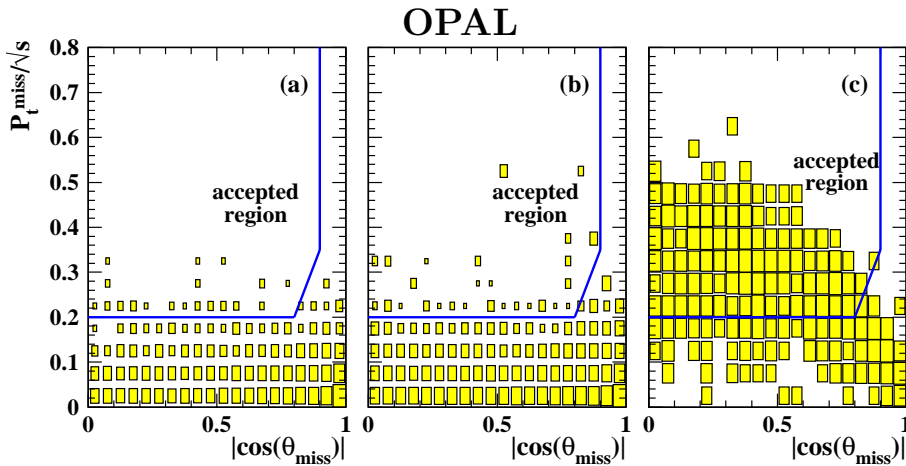 OPAL
P_t^miss/√s
0.8
0.7
0.6
0.5
0.4
0.3
0.2
0.1
0
(a)
accepted
region
0
0.5
1
|cos(θ_miss)|
(b)
accepted
region
0
0.5
1
|cos(θ_miss)|
(c)
accepted
region
0
0.5
1
|cos(θ_miss)|